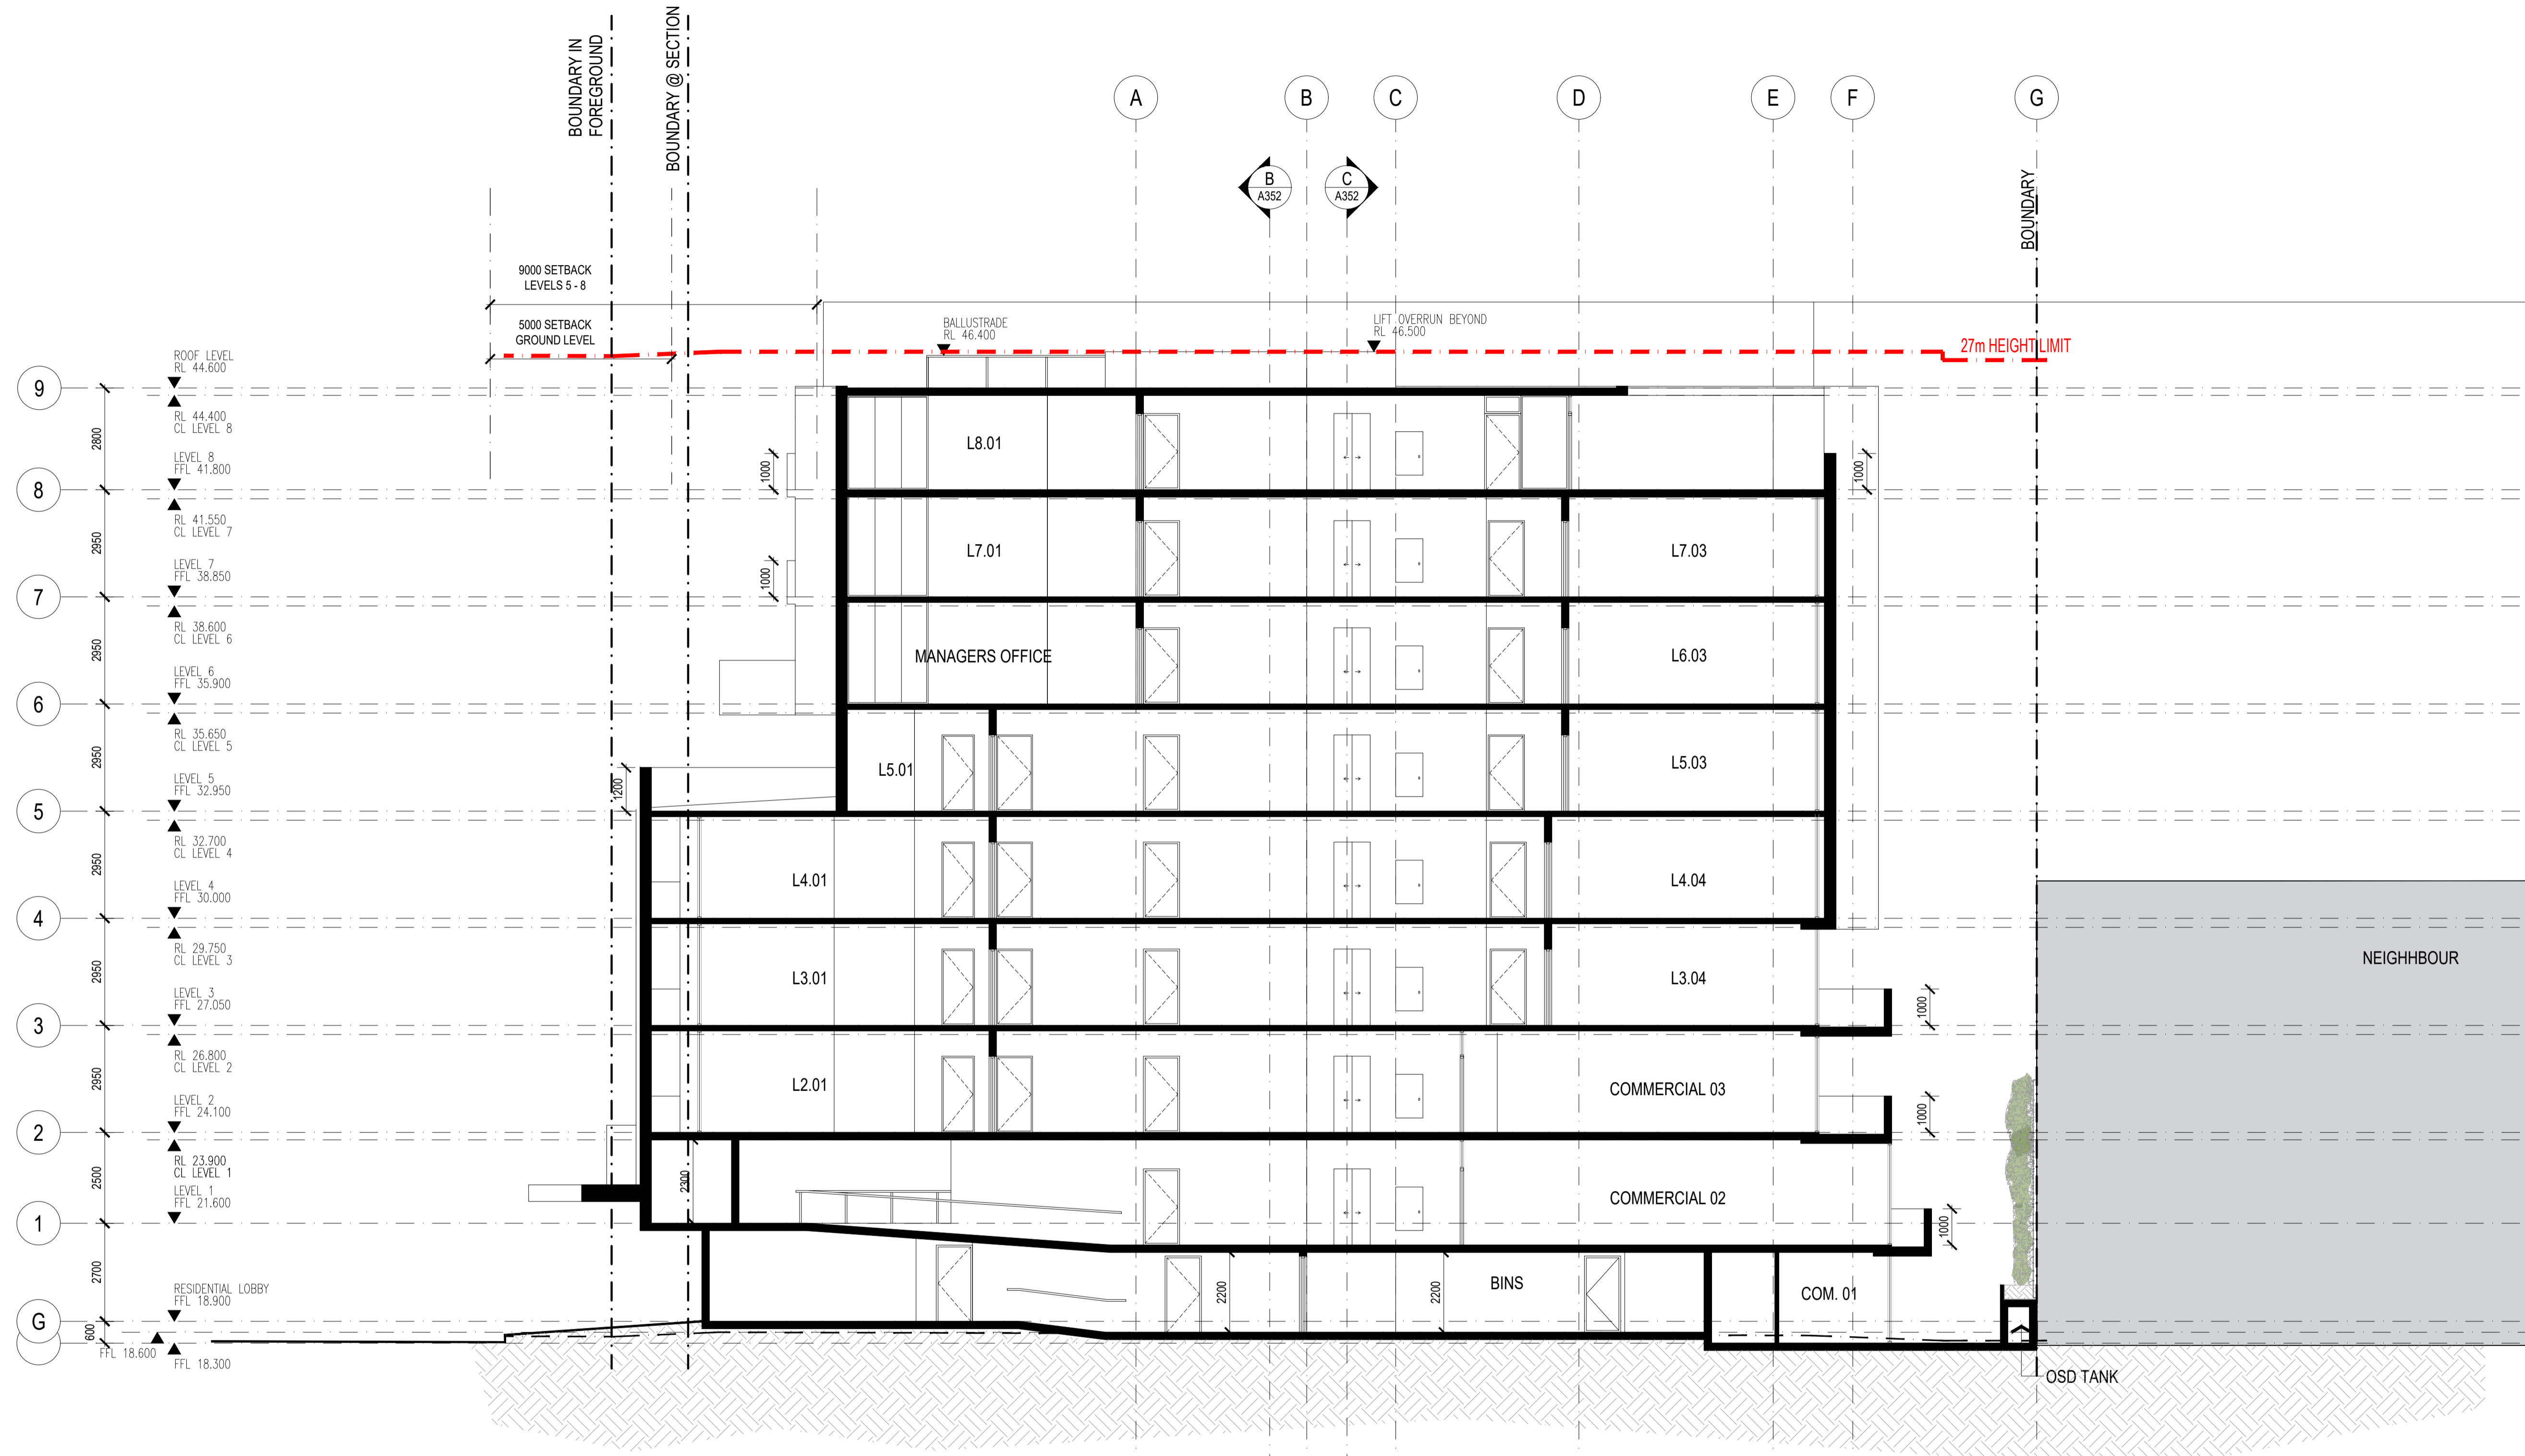 BOUNDARY IN
FOREGROUND
BOUNDARY @ SECTION
A
B
C
D
E
F
G
B
A352
C
A352
BOUNDARY
9000 SETBACK
LEVELS 5 - 8
5000 SETBACK
GROUND LEVEL
BALLUSTRADE
RL 46.400
LIFT OVERRUN BEYOND
RL 46.500
27m HEIGHT LIMIT
ROOF LEVEL
RL 44.600
9
RL 44.400
CL LEVEL 8
2800
L8.01
LEVEL 8
FFL 41.800
1000
1000
8
RL 41.550
CL LEVEL 7
2950
L7.01
L7.03
LEVEL 7
FFL 38.850
1000
7
RL 38.600
CL LEVEL 6
2950
MANAGERS OFFICE
L6.03
LEVEL 6
FFL 35.900
6
RL 35.650
CL LEVEL 5
2950
L5.01
L5.03
LEVEL 5
FFL 32.950
1200
5
RL 32.700
CL LEVEL 4
2950
L4.01
L4.04
LEVEL 4
FFL 30.000
4
RL 29.750
CL LEVEL 3
2950
L3.01
L3.04
NEIGHHBOUR
LEVEL 3
FFL 27.050
1000
3
RL 26.800
CL LEVEL 2
2950
L2.01
COMMERCIAL 03
LEVEL 2
FFL 24.100
1000
2
RL 23.900
CL LEVEL 1
2500
2300
COMMERCIAL 02
LEVEL 1
FFL 21.600
1000
1
2700
2200
2200
BINS
COM. 01
RESIDENTIAL LOBBY
FFL 18.900
G
600
FFL 18.600
FFL 18.300
OSD TANK